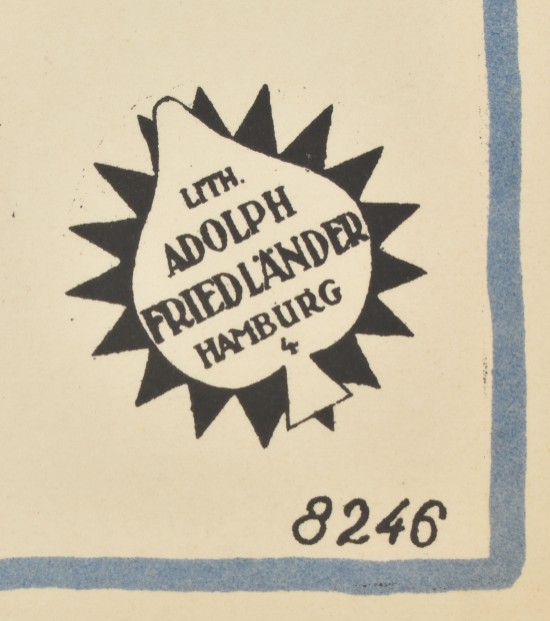 LITH.
ADOLPH
FRIEDLÄNDER
HAMBURG
4
8246